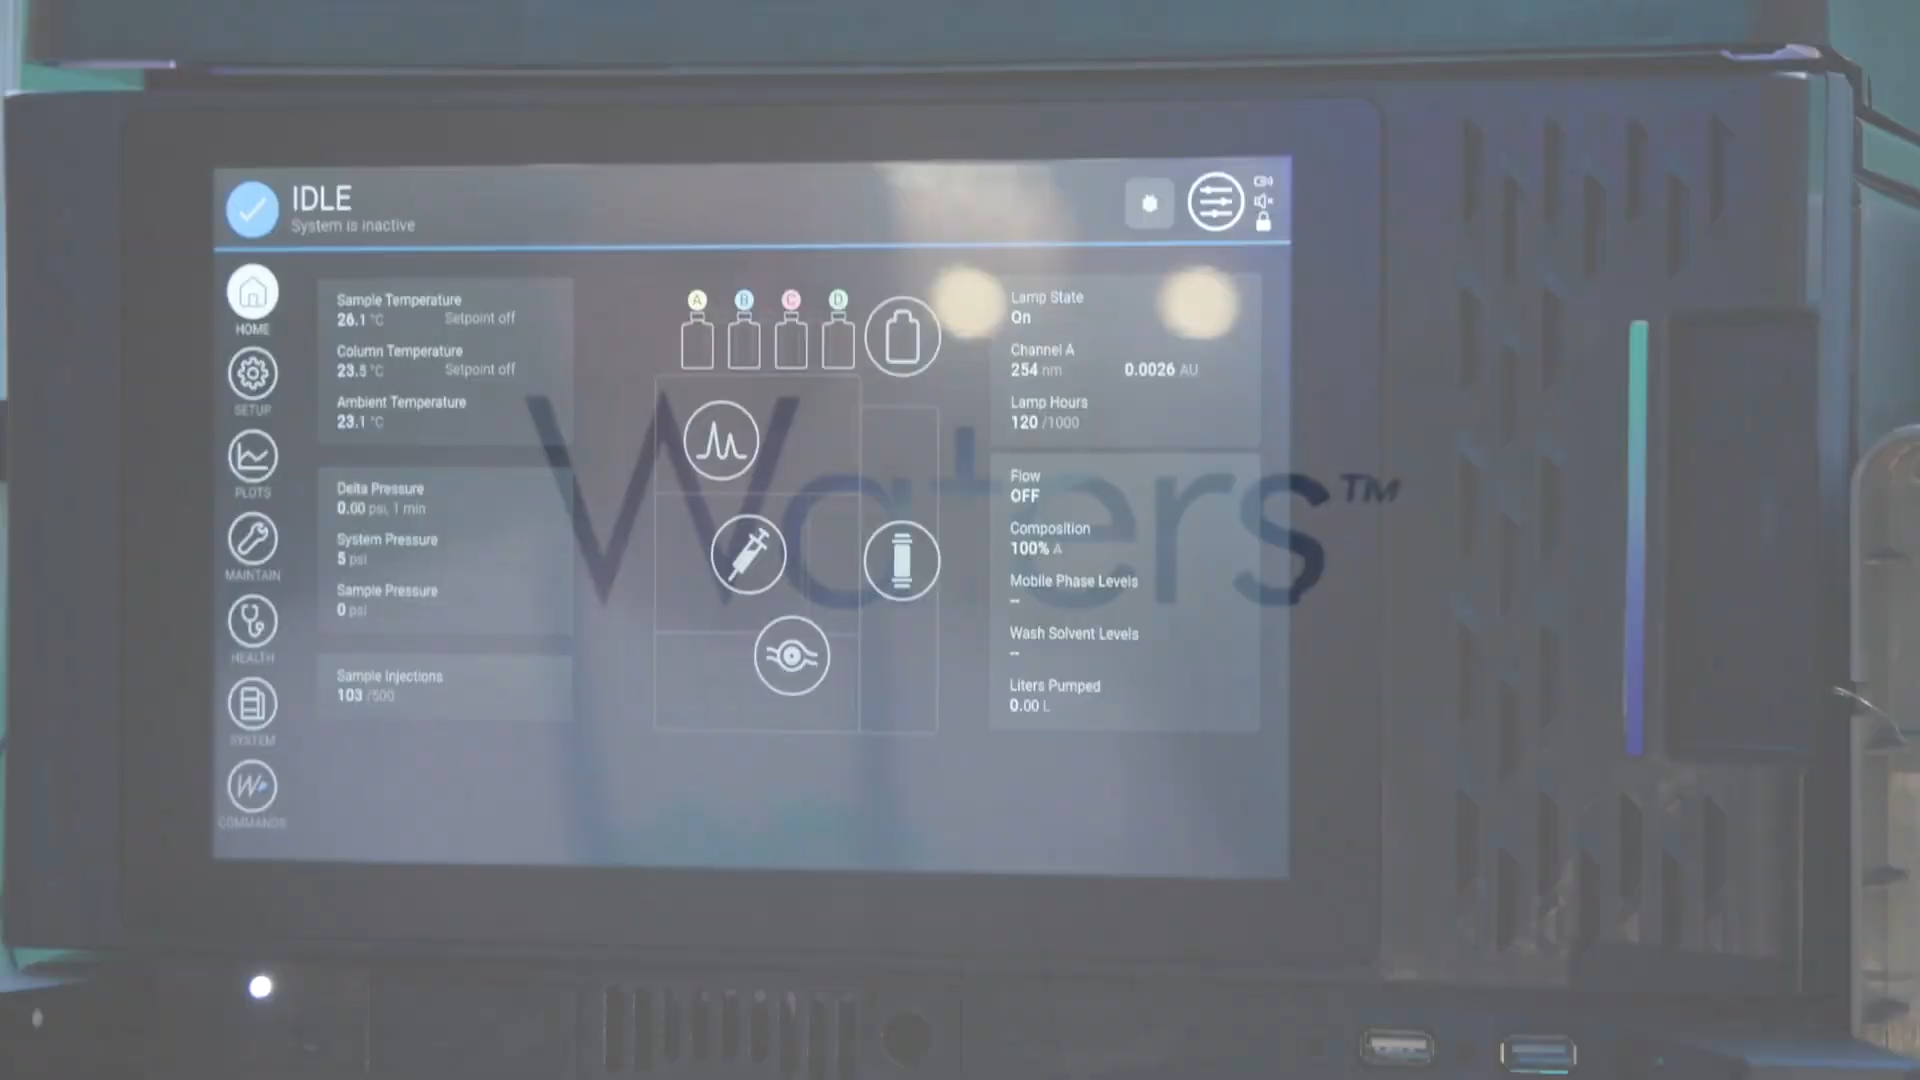 IDLE
System is inactive
HOME
SETUP
PLOTS
MAINTAIN
HEALTH
SYSTEM
COMMANDS
Sample Temperature
26.1 °C Setpoint off
Column Temperature
23.5 °C Setpoint off
Ambient Temperature
23.1 °C
Delta Pressure
0.00 psi, 1 min
System Pressure
5 psi
Sample Pressure
0 psi
Sample Injections
103 /500
A B C D
Waters™
Lamp State
On
Channel A
254 nm 0.0026 AU
Lamp Hours
120 /1000
Flow
OFF
Composition
100% A
Mobile Phase Levels
--
Wash Solvent Levels
--
Liters Pumped
0.00 L